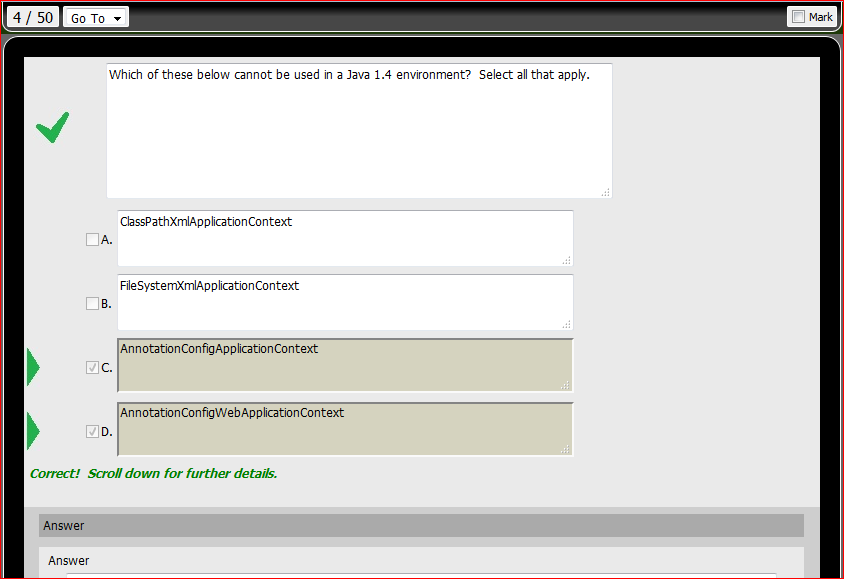 4 / 50 Go To Mark
Which of these below cannot be used in a Java 1.4 environment?  Select all that apply.
A. ClassPathXmlApplicationContext
B. FileSystemXmlApplicationContext
C. AnnotationConfigApplicationContext
D. AnnotationConfigWebApplicationContext
Correct!  Scroll down for further details.
Answer
Answer